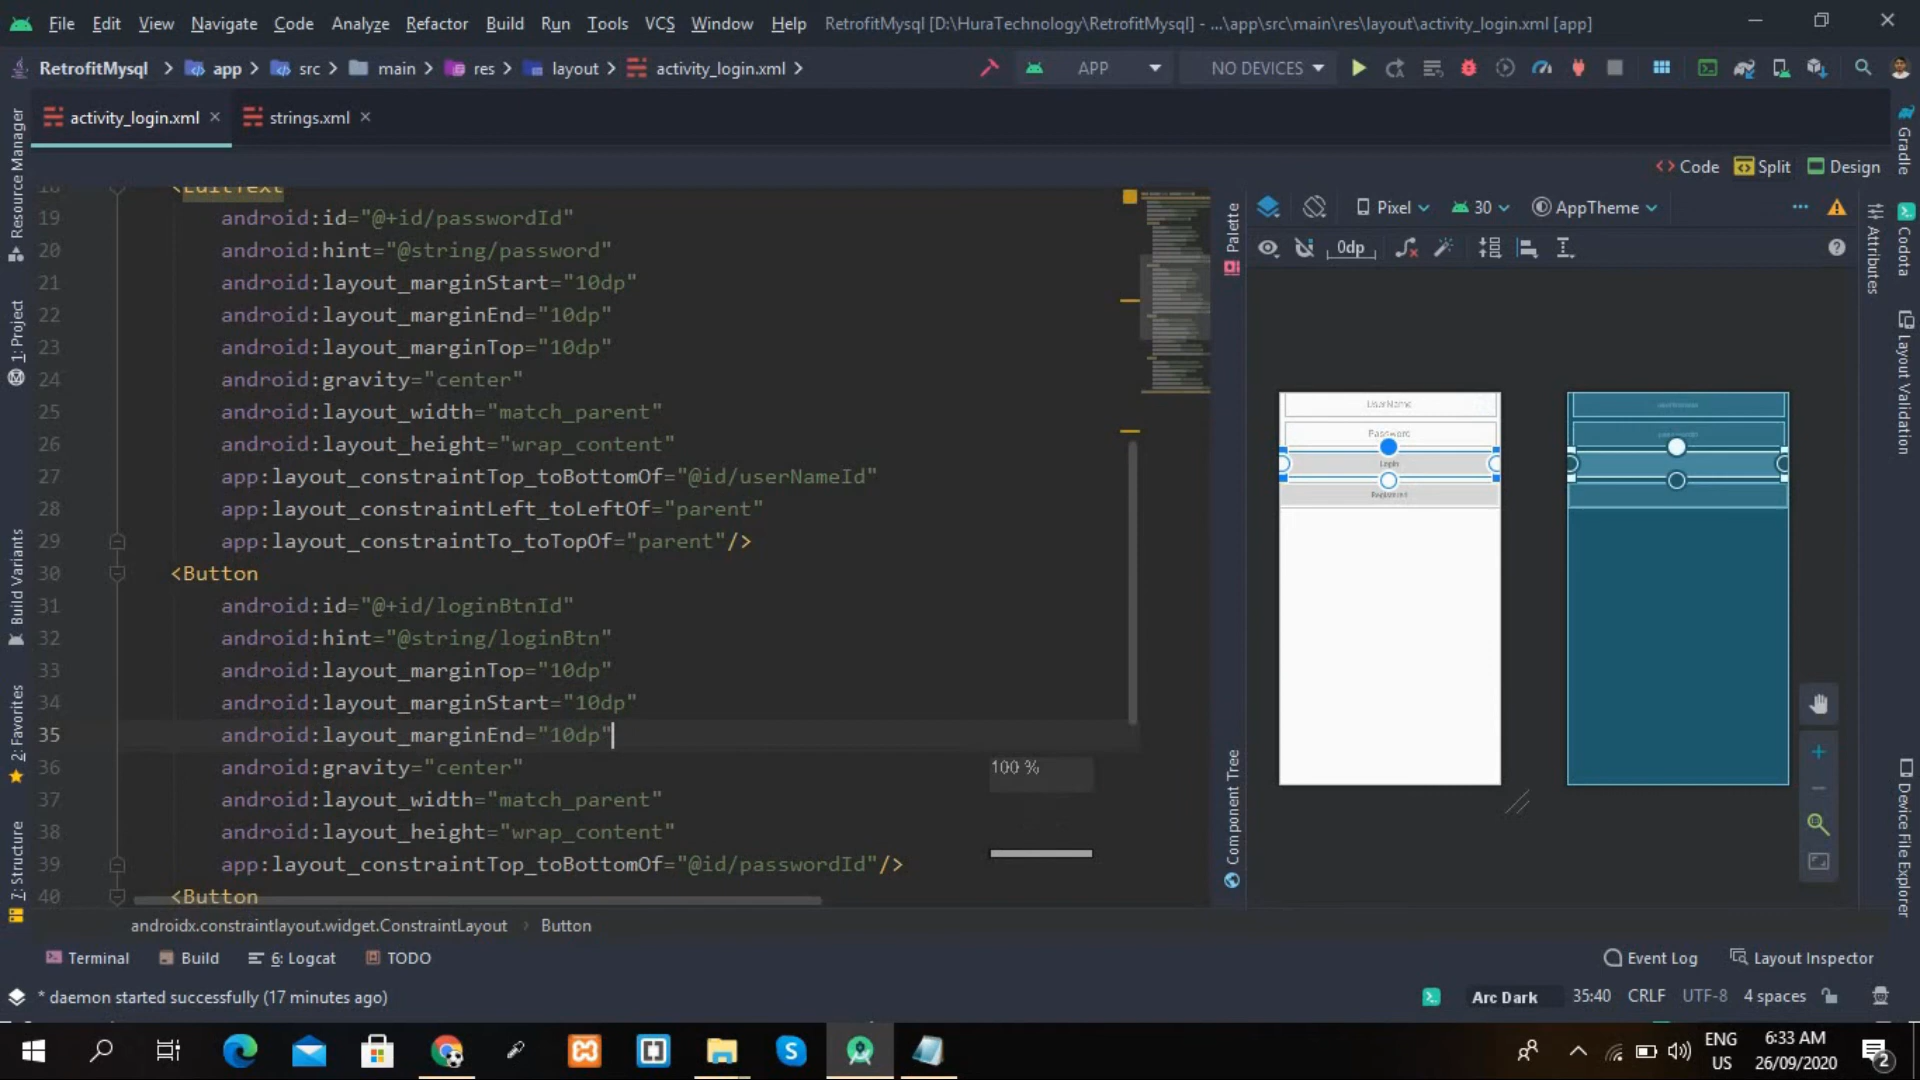 File Edit View Navigate Code Analyze Refactor Build Run Tools VCS Window Help RetrofitMysql [D:\HuraTechnology\RetrofitMysql] - ...\app\src\main\res\layout\activity_login.xml [app]
RetrofitMysql app src main res layout activity_login.xml APP NO DEVICES
activity_login.xml strings.xml
Code Split Design
Pixel 30 AppTheme
0dp
Resource Manager
1: Project
Build Variants
2: Favorites
7: Structure
18 <EditText
19 android:id="@+id/passwordId"
20 android:hint="@string/password"
21 android:layout_marginStart="10dp"
22 android:layout_marginEnd="10dp"
23 android:layout_marginTop="10dp"
24 android:gravity="center"
25 android:layout_width="match_parent"
26 android:layout_height="wrap_content"
27 app:layout_constraintTop_toBottomOf="@id/userNameId"
28 app:layout_constraintLeft_toLeftOf="parent"
29 app:layout_constraintTo_toTopOf="parent"/>
30 <Button
31 android:id="@+id/loginBtnId"
32 android:hint="@string/loginBtn"
33 android:layout_marginTop="10dp"
34 android:layout_marginStart="10dp"
35 android:layout_marginEnd="10dp"
36 android:gravity="center"
37 android:layout_width="match_parent"
38 android:layout_height="wrap_content"
39 app:layout_constraintTop_toBottomOf="@id/passwordId"/>
40 <Button
100 %
Palette
Component Tree
UserName
Password
Login
Attributes
Gradle
Codota
Layout Validation
Device File Explorer
androidx.constraintlayout.widget.ConstraintLayout Button
Terminal Build 6: Logcat TODO Event Log Layout Inspector
* daemon started successfully (17 minutes ago) Arc Dark 35:40 CRLF UTF-8 4 spaces
ENG
US
6:33 AM
26/09/2020
2